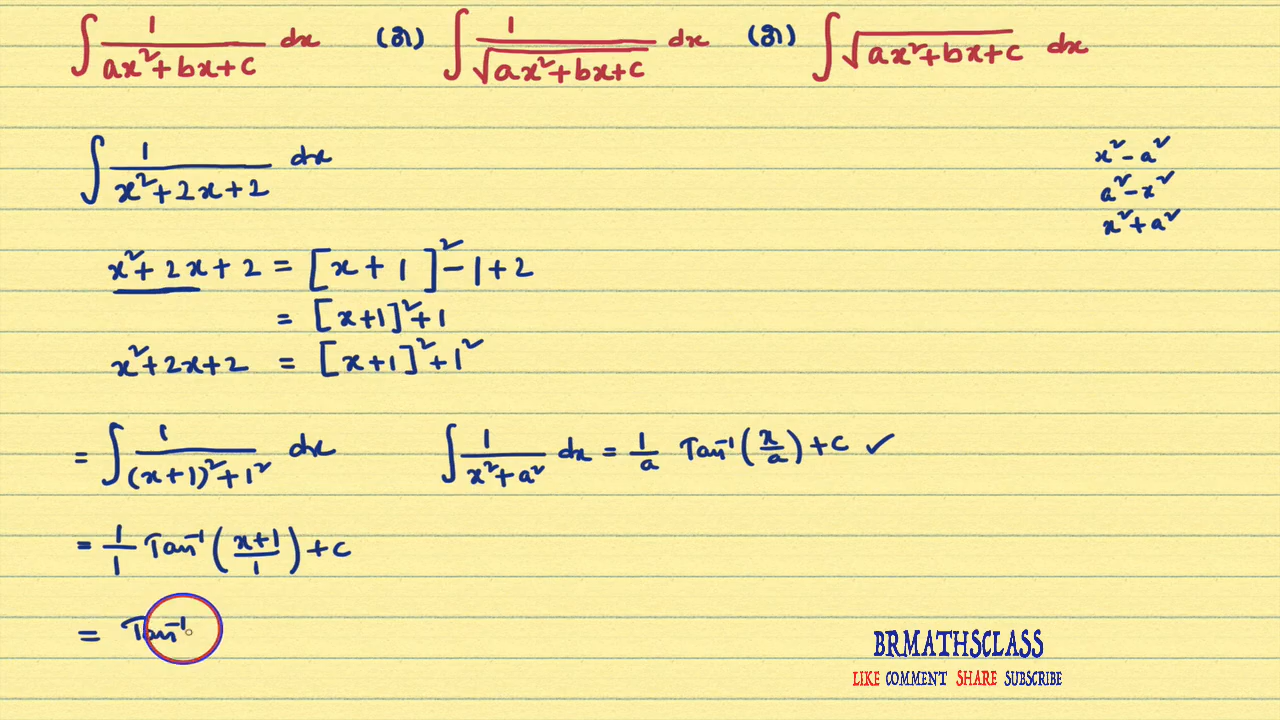 ∫ 1/(ax²+bx+c) dx (கா) ∫ 1/√(ax²+bx+c) dx (கா) ∫ √(ax²+bx+c) dx
∫ 1/(x²+2x+2) dx
x² - a²
a² - x²
x² + a²
x²+2x+2 = [x+1]² - 1 + 2
= [x+1]² + 1
x²+2x+2 = [x+1]² + 1²
= ∫ 1/((x+1)²+1²) dx ∫ 1/(x²+a²) dx = 1/a Tan⁻¹(x/a) + c ✓
= 1/1 Tan⁻¹((x+1)/1) + c
= Tan⁻¹
BRMATHSCLASS
LIKE COMMENT SHARE SUBSCRIBE